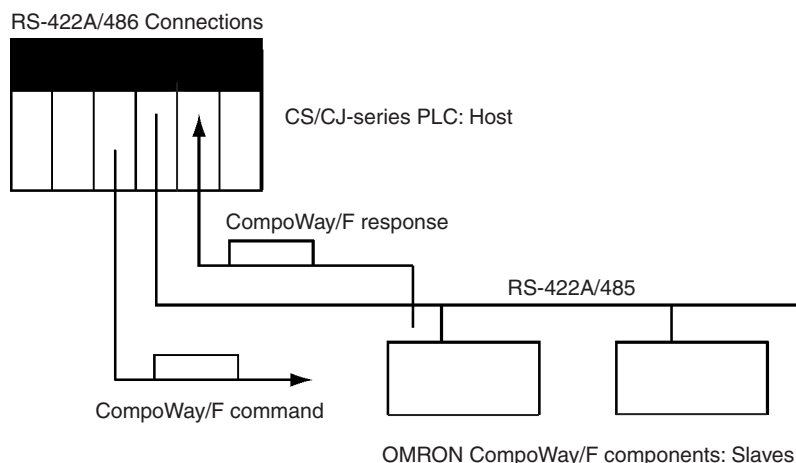 RS-422A/486 Connections
CS/CJ-series PLC: Host
CompoWay/F response
RS-422A/485
CompoWay/F command
OMRON CompoWay/F components: Slaves